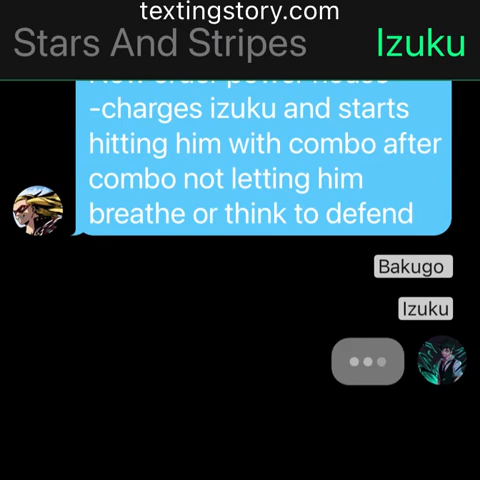 textingstory.com
Stars And Stripes Izuku
-charges izuku and starts
hitting him with combo after
combo not letting him
breathe or think to defend
Bakugo
Izuku